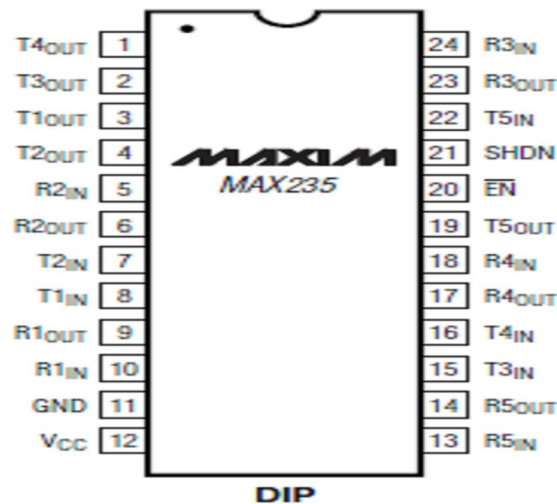 T4OUT 1 24 R3IN
T3OUT 2 23 R3OUT
T1OUT 3 22 T5IN
T2OUT 4 MAXIM 21 SHDN
R2IN 5 MAX235 20 E̅N̅
R2OUT 6 19 T5OUT
T2IN 7 18 R4IN
T1IN 8 17 R4OUT
R1OUT 9 16 T4IN
R1IN 10 15 T3IN
GND 11 14 R5OUT
VCC 12 13 R5IN
DIP